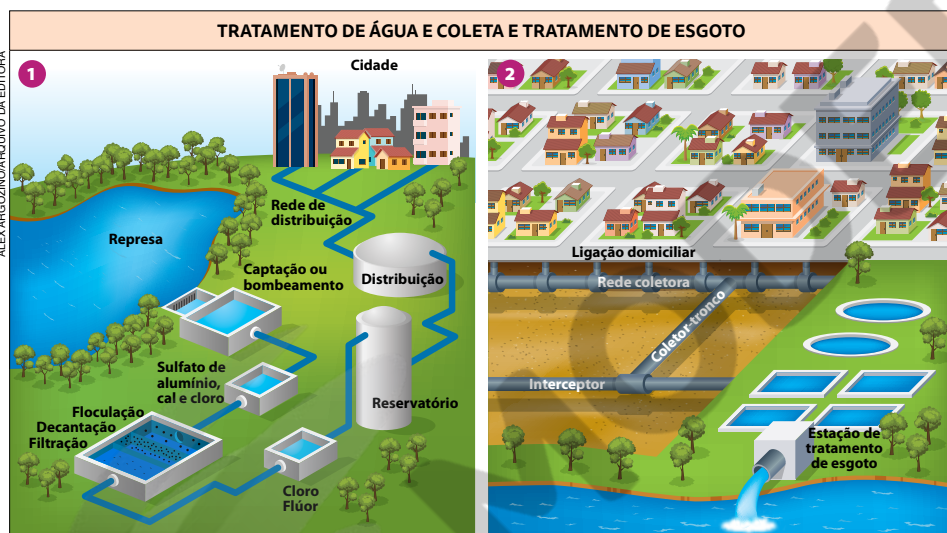 TRATAMENTO DE ÁGUA E COLETA E TRATAMENTO DE ESGOTO
ALEX ARGOZINO/ARQUIVO DA EDITORA
1
Cidade
Rede de
distribuição
Represa
Captação ou
bombeamento
Distribuição
Sulfato de
alumínio,
cal e cloro
Reservatório
Floculação
Decantação
Filtração
Cloro
Flúor
2
Ligação domiciliar
Rede coletora
Coletor-tronco
Interceptor
Estação de
tratamento
de esgoto